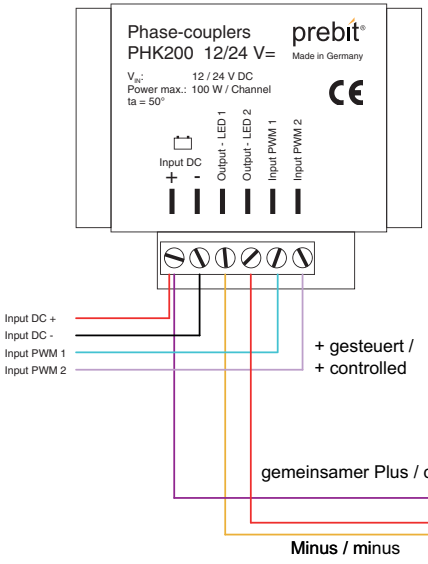 Phase-couplers
PHK200 12/24 V=
prebit®
Made in Germany
VIN: 12 / 24 V DC
Power max.: 100 W / Channel
ta = 50°
CE
Input DC
+ -
Output - LED 1
Output - LED 2
Input PWM 1
Input PWM 2
Input DC +
Input DC -
Input PWM 1
Input PWM 2
+ gesteuert /
+ controlled
gemeinsamer Plus /
Minus / minus